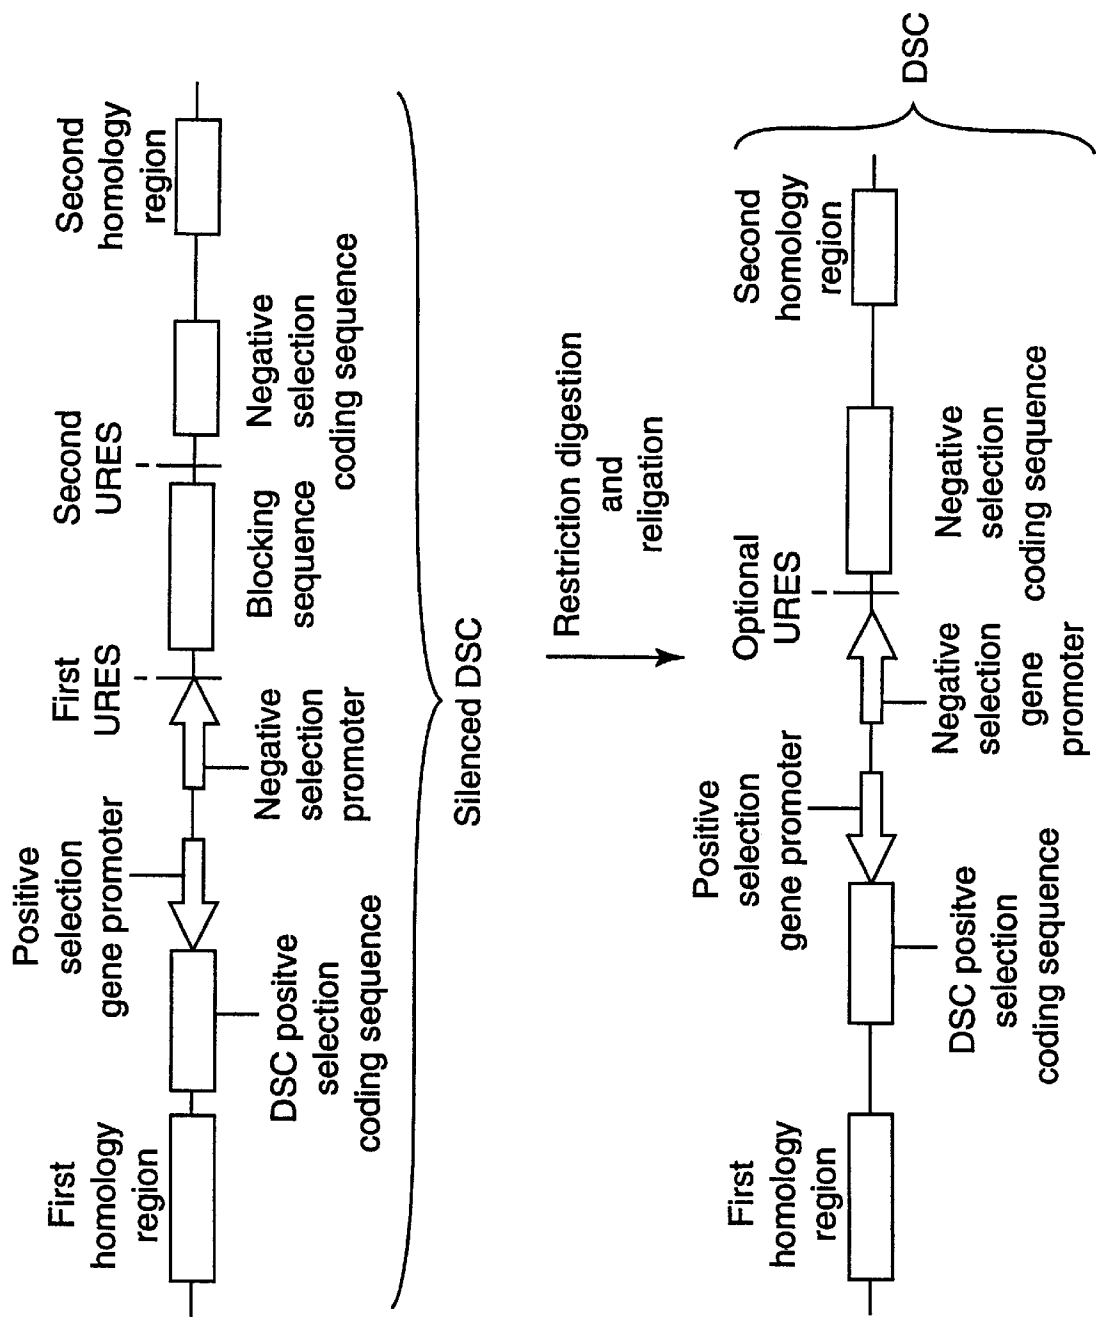 First
homology
region
DSC positve
selection
coding sequence
Positive
selection
gene promoter
Negative
selection
promoter
First
URES
Blocking
sequence
Second
URES
Negative
selection
coding sequence
Second
homology
region
Silenced DSC
Restriction digestion
and
religation
First
homology
region
DSC positve
selection
coding sequence
Positive
selection
gene promoter
Negative
selection
gene
promoter
Optional
URES
Negative
selection
coding sequence
Second
homology
region
DSC